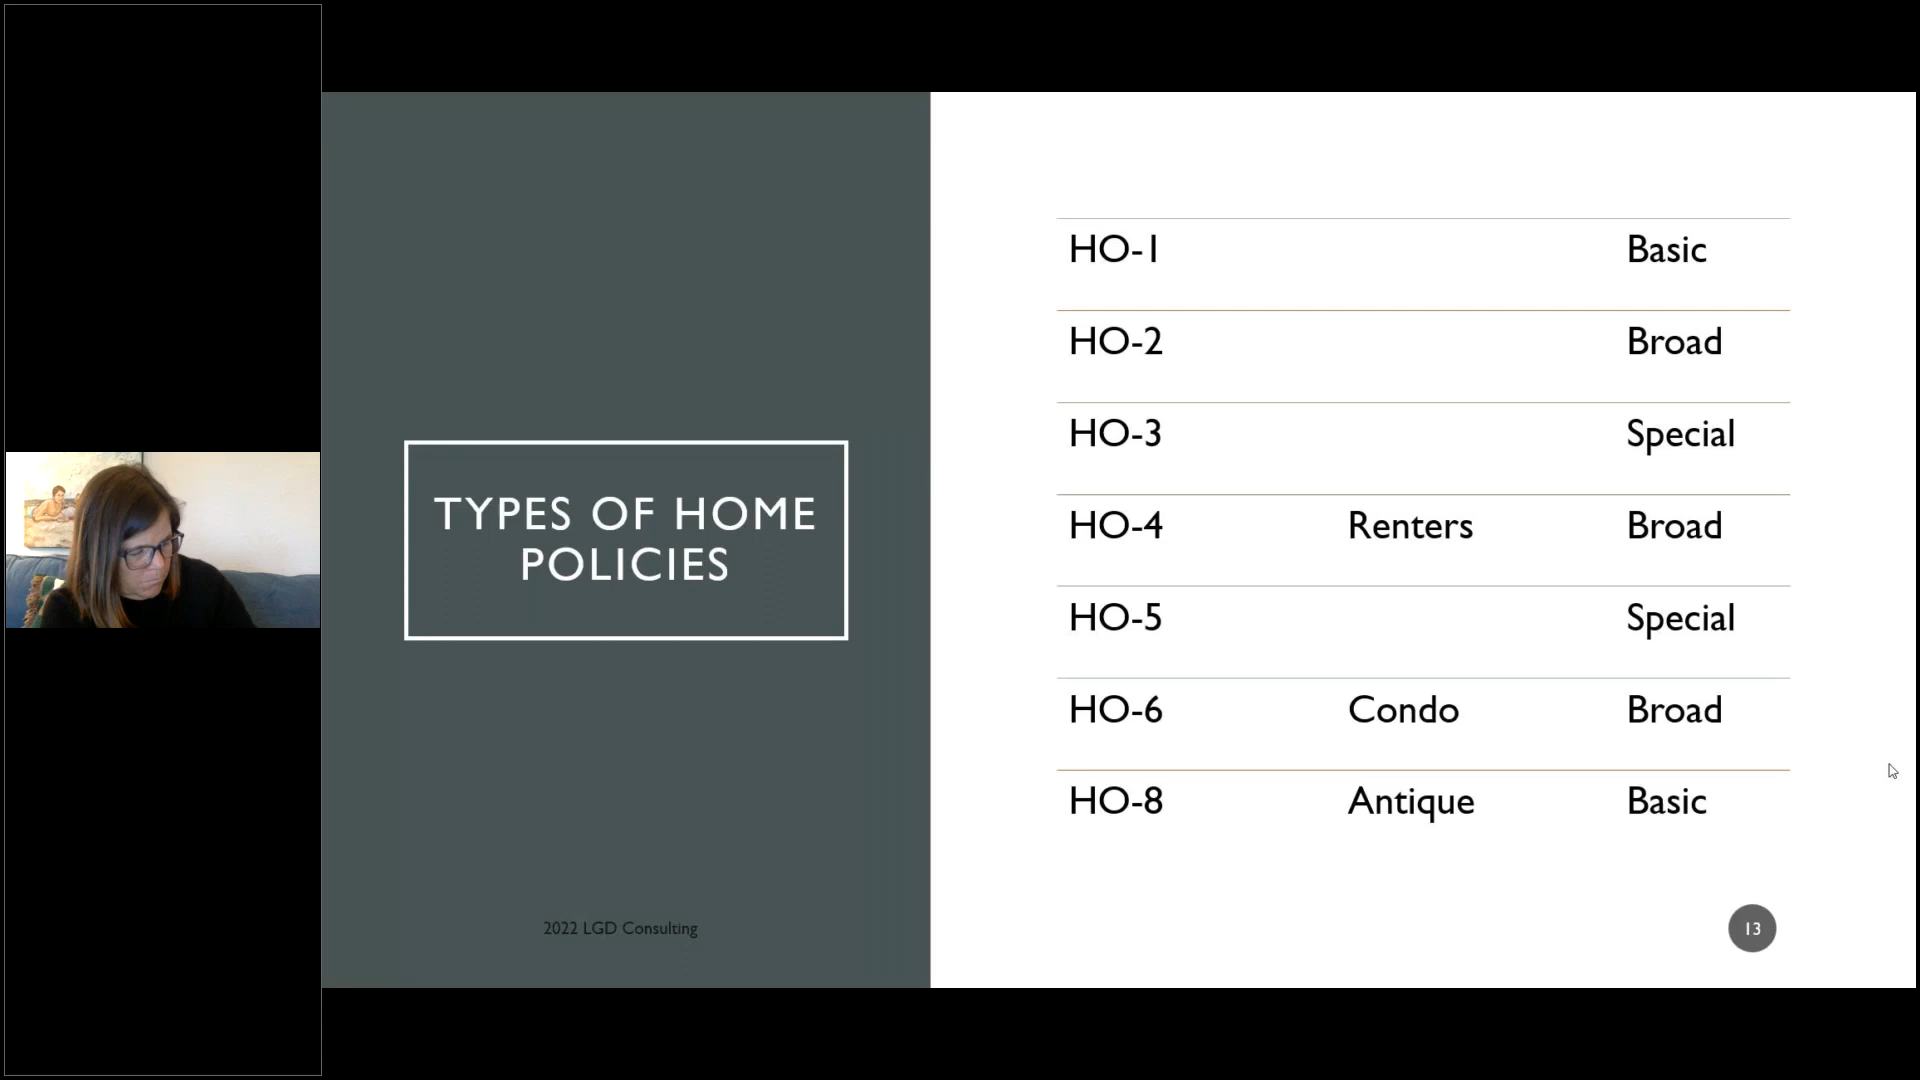 TYPES OF HOME
POLICIES
2022 LGD Consulting
HO-1 Basic
HO-2 Broad
HO-3 Special
HO-4 Renters Broad
HO-5 Special
HO-6 Condo Broad
HO-8 Antique Basic
13